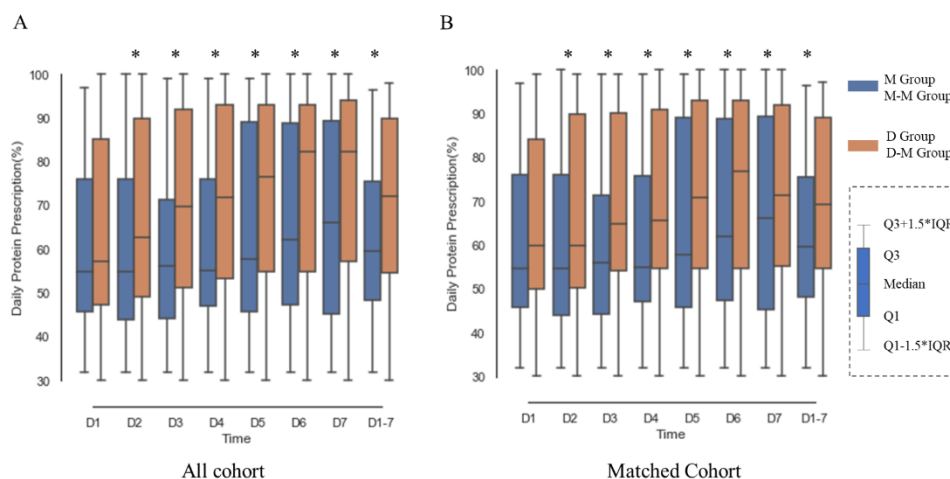 A
B
* * * * * * *
* * * * * * *
Daily Protein Prescription(%)
100
90
80
70
60
50
40
30
D1 D2 D3 D4 D5 D6 D7 D1-7
Time
All cohort
Daily Protein Prescription(%)
100
90
80
70
60
50
40
30
D1 D2 D3 D4 D5 D6 D7 D1-7
Time
Matched Cohort
M Group
M-M Group
D Group
D-M Group
Q3+1.5*IQR
Q3
Median
Q1
Q1-1.5*IQR